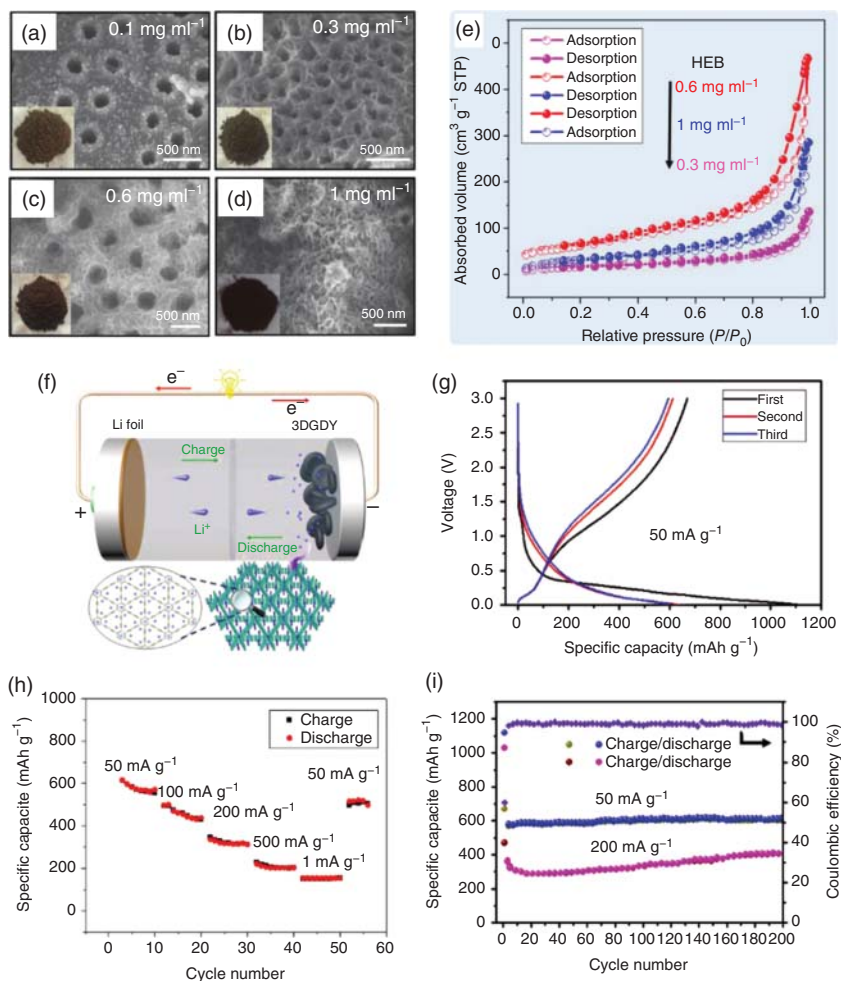 (a)
0.1 mg ml⁻¹
500 nm
(b)
0.3 mg ml⁻¹
500 nm
(c)
0.6 mg ml⁻¹
500 nm
(d)
1 mg ml⁻¹
500 nm
(e)
Absorbed volume (cm³ g⁻¹ STP)
0
400
300
200
100
0
Adsorption
Desorption
Adsorption
Desorption
Desorption
Adsorption
HEB
0.6 mg ml⁻¹
1 mg ml⁻¹
0.3 mg ml⁻¹
0.0 0.2 0.4 0.6 0.8 1.0
Relative pressure (P/P₀)
(f)
e⁻
e⁻
Li foil
3DGDY
Charge
+
−
Li⁺
Discharge
(g)
Voltage (V)
3.0
2.5
2.0
1.5
1.0
0.5
0.0
First
Second
Third
50 mA g⁻¹
0 200 400 600 800 1000 1200
Specific capacity (mAh g⁻¹)
(h)
Specific capacite (mAh g⁻¹)
1000
800
600
400
200
0
Charge
Discharge
50 mA g⁻¹
100 mA g⁻¹
200 mA g⁻¹
500 mA g⁻¹
1 mA g⁻¹
50 mA g⁻¹
0 10 20 30 40 50 60
Cycle number
(i)
Specific capacite (mAh g⁻¹)
1200
1000
800
600
400
200
0
Charge/discharge
Charge/discharge
50 mA g⁻¹
200 mA g⁻¹
100
80
60
40
20
0
Coulombic efficiency (%)
0 20 40 60 80 100 120 140 160 180 200
Cycle number